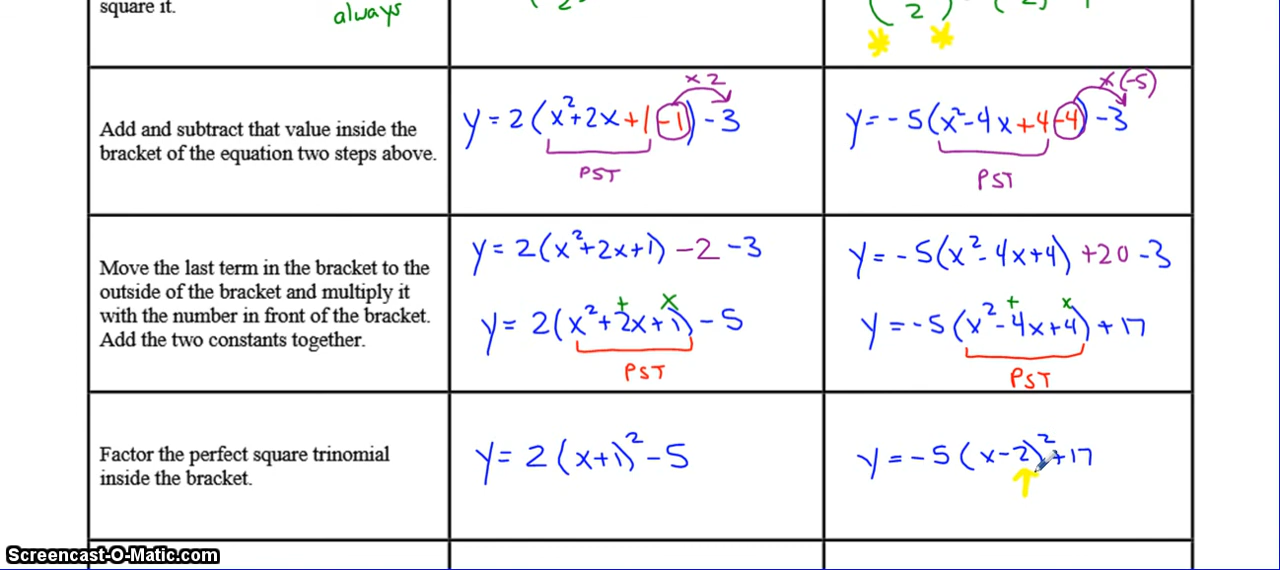 square it.
always
2
( 2 )
Add and subtract that value inside the
bracket of the equation two steps above.
x 2
y = 2 ( x² + 2x + 1 - 1 ) - 3
PST
x (-5)
y = - 5 ( x² - 4x + 4 - 4 ) - 3
PST
Move the last term in the bracket to the
outside of the bracket and multiply it
with the number in front of the bracket.
Add the two constants together.
y = 2 ( x² + 2x + 1 ) - 2 - 3
+ x
y = 2 ( x² + 2x + 1 ) - 5
PST
y = - 5 ( x² - 4x + 4 ) + 20 - 3
+ x
y = - 5 ( x² - 4x + 4 ) + 17
PST
Factor the perfect square trinomial
inside the bracket.
y = 2 ( x + 1 )² - 5
y = - 5 ( x - 2 )² + 17
Screencast-O-Matic.com